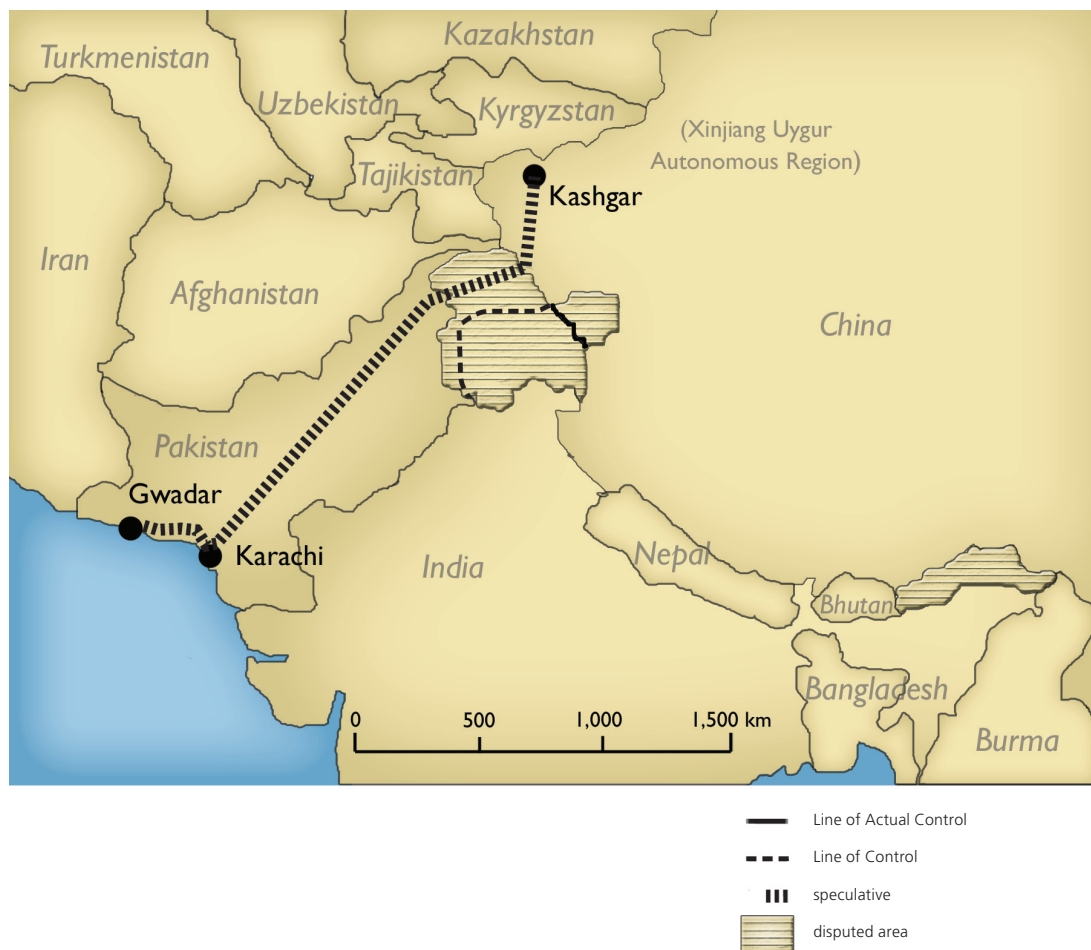 Kazakhstan
Turkmenistan
Uzbekistan
Kyrgyzstan
(Xinjiang Uygur
Autonomous Region)
Tajikistan
Kashgar
Iran
Afghanistan
China
Pakistan
Gwadar
Karachi
India
Nepal
Bhutan
Bangladesh
Burma
0 500 1,000 1,500 km
Line of Actual Control
Line of Control
speculative
disputed area